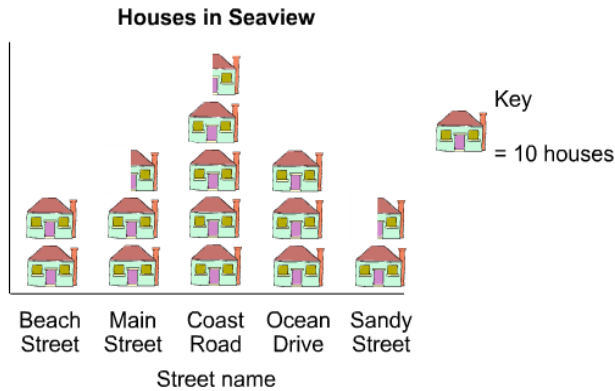 Houses in Seaview
Key
= 10 houses
Beach Street
Main Street
Coast Road
Ocean Drive
Sandy Street
Street name